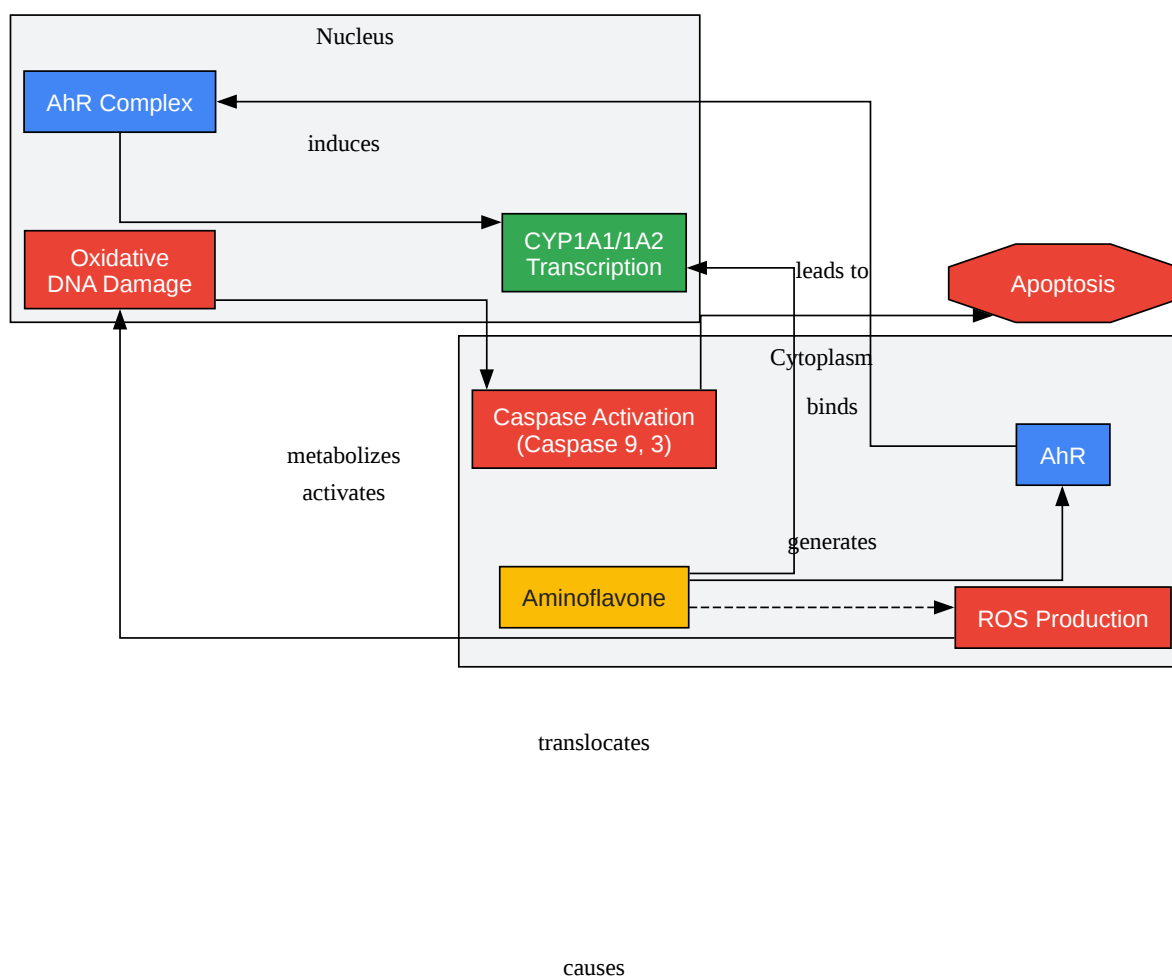 Nucleus
AhR Complex
induces
CYP1A1/1A2
Transcription
Oxidative
DNA Damage
leads to
Apoptosis
Cytoplasm
binds
Caspase Activation
(Caspase 9, 3)
AhR
metabolizes
activates
generates
Aminoflavone
ROS Production
translocates
causes